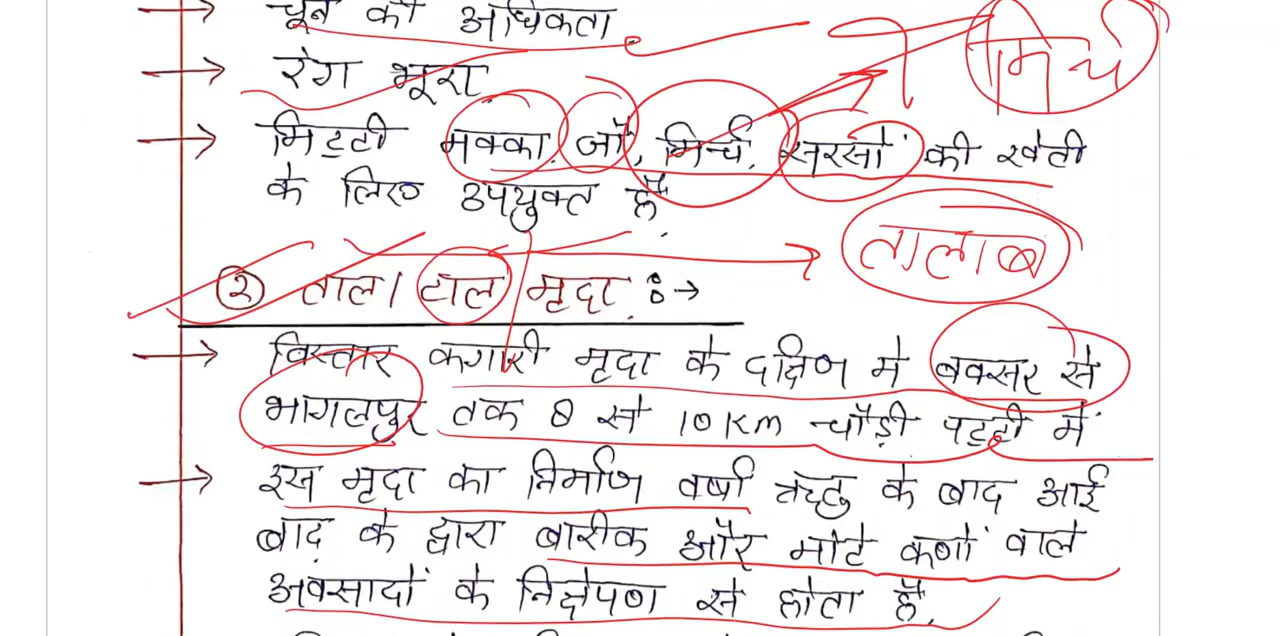 चूने की अधिकता
रंग भूरा
मिर्च
मिट्टी मक्का, जौ, मिर्च, सरसों की खेती
के लिए उपयुक्त है.
तालाब
२ ताल/टाल मृदा :→
विस्तार कगारी मृदा के दक्षिण मे बक्सर से
भागलपुर तक 8 से 10 Km चौड़ी पट्टी में
इस मृदा का निर्माण वर्षा ऋतु के बाद आई
बाढ़ के द्वारा बारीक और मोटे कणों वाले
अवसादों के निक्षेपण से होता है.